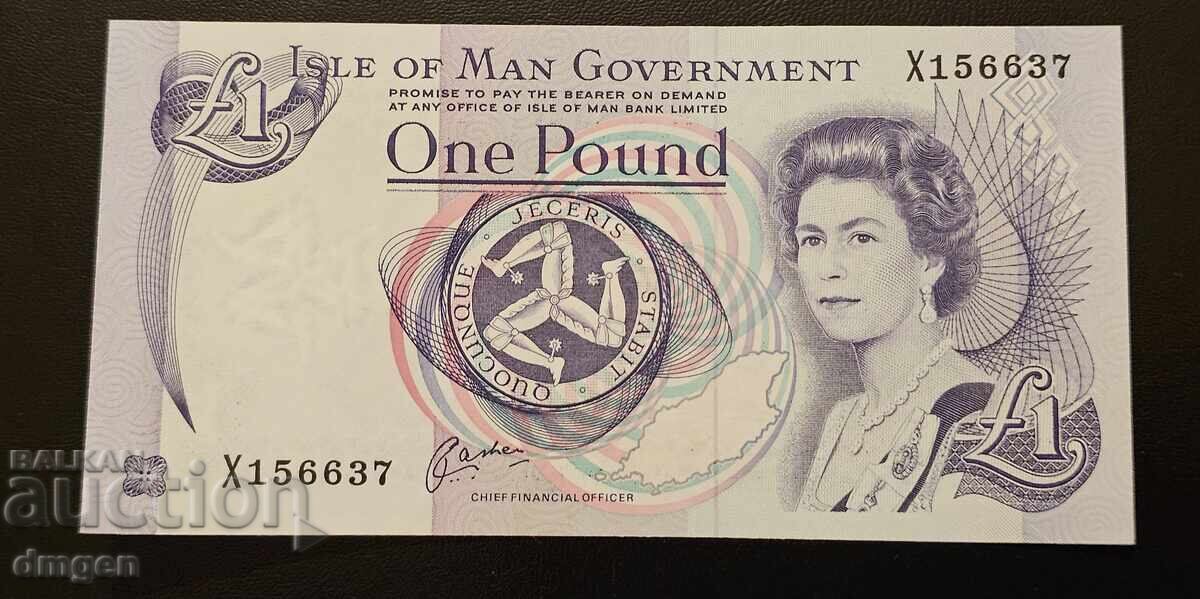 £1
ISLE OF MAN GOVERNMENT
X156637
PROMISE TO PAY THE BEARER ON DEMAND
AT ANY OFFICE OF ISLE OF MAN BANK LIMITED
One Pound
QUOCUNQUE · JECERIS · STABIT ·
£1
X156637
CHIEF FINANCIAL OFFICER
BALKAN
auction
dmgen